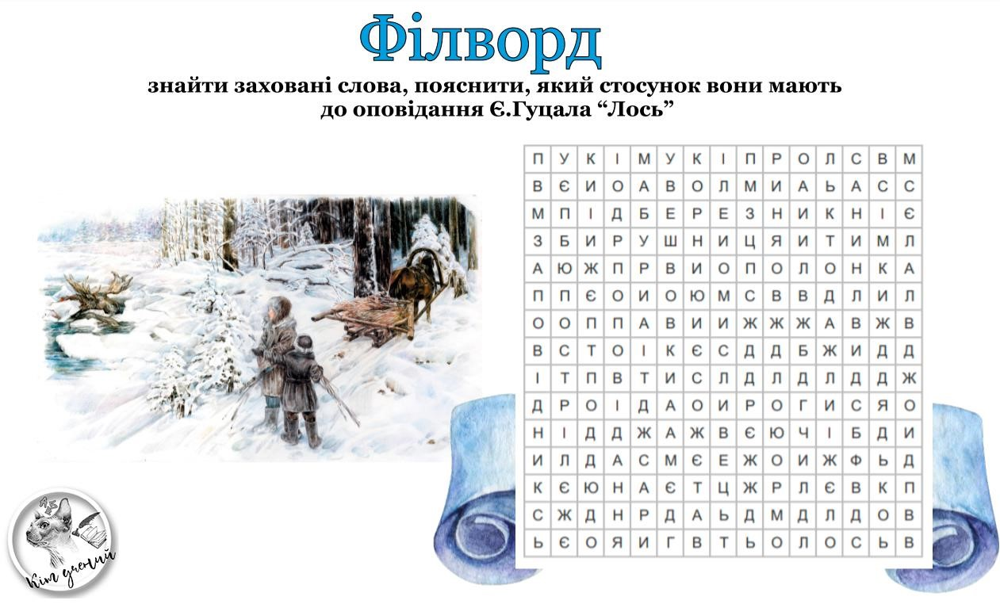 Філворд
знайти заховані слова, пояснити, який стосунок вони мають
до оповідання Є.Гуцала “Лось”
П У К І М У К І П Р О Л С В М
В Є И О А В О Л М И А Ь А С С
М П І Д Б Е Р Е З Н И К Н І Є
З Б И Р У Ш Н И Ц Я И Т И М Л
А Ю Ж П Р В И О П О Л О Н К А
П П Є О И О Ю М С В В Д Л И Л
О О П П А В И И Ж Ж Ж А В Ж В
В С Т О І К Є С Д Д Б Ж И Д Д
І Т П В Т И С Л Д Л Д Л Д Д Ж
Д Р О І Д А О И Р О Г И С Я О
Н І Д Д Ж А Ж В Є Ю Ч І Б Д И
И Л Д А С М Є Е Ж О И Ж Ф Ь Д
К Є Ю Н А Є Т Ц Ж Р Л Є В К П
С Ж Д Н Р Д А Ь Д М Д Л Д О В
Ь Є О Я И Г В Т Ь О Л О С Ь В
Кіт учений